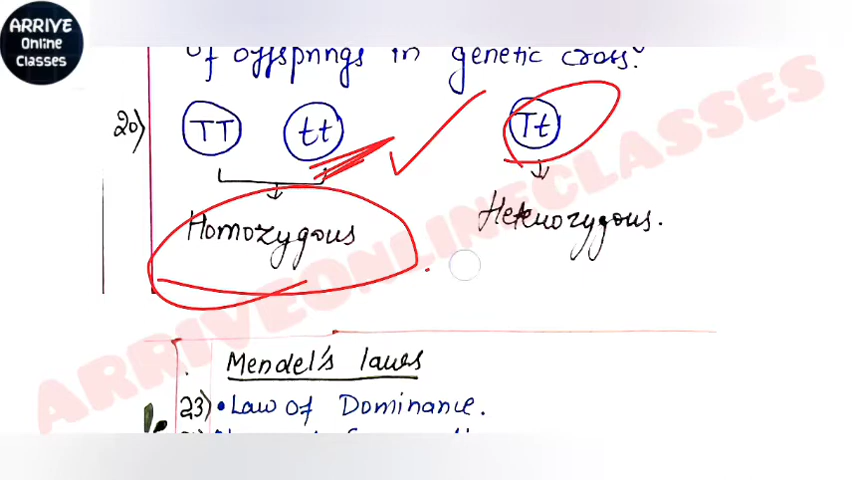 ARRIVE
Online
Classes
of offsprings in genetic cross?
20) TT tt Tt
Homozygous Heterozygous.
ARRIVEONLINECLASSES
Mendel's laws
23) • Law Of Dominance.